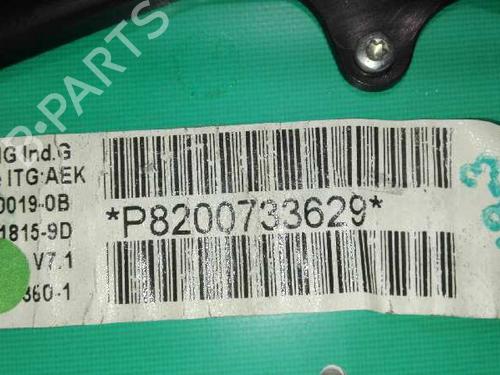 B-PARTS
IG Ind.G
ITG:AEK
0019-0B
1815-9D
V7.1
360-1
*P8200733629*